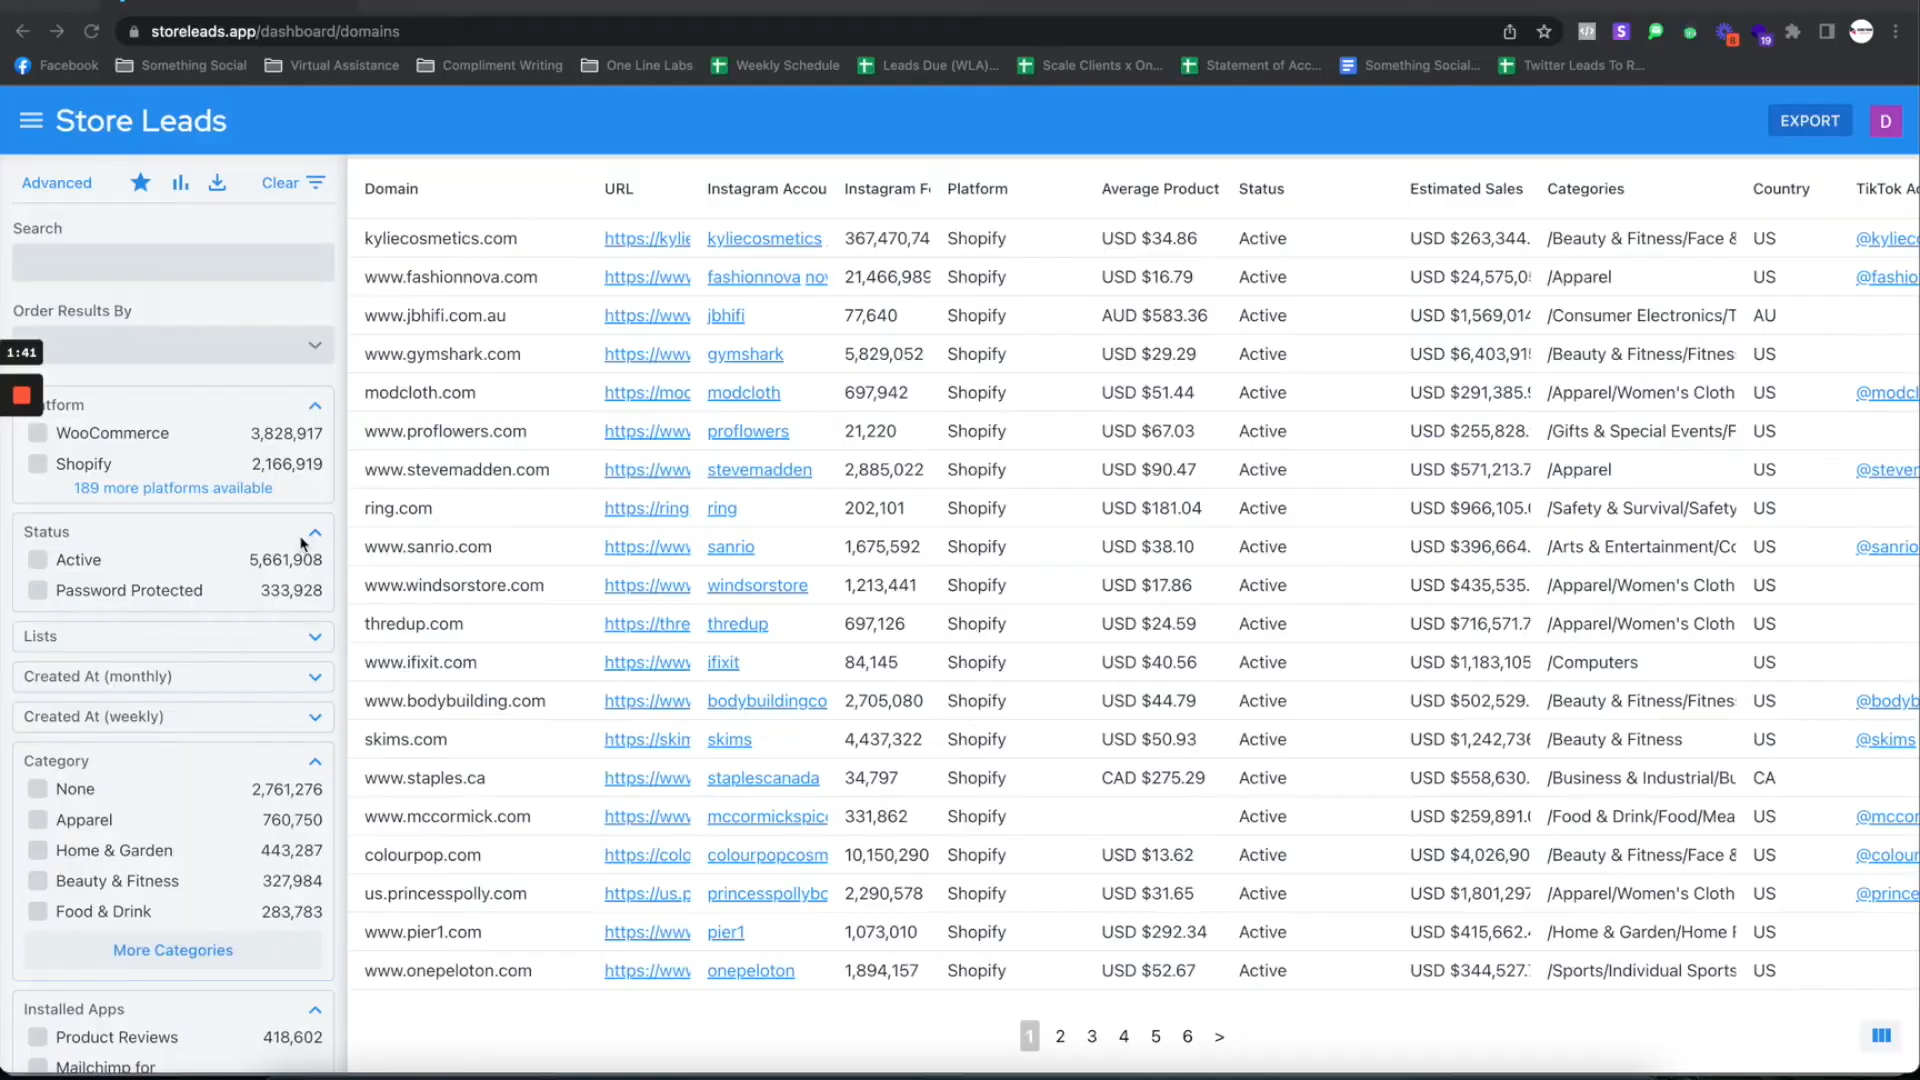 storeleads.app/dashboard/domains
8
19
Facebook Something Social Virtual Assistance Compliment Writing One Line Labs Weekly Schedule Leads Due (WLA)... Scale Clients x On... Statement of Acc... Something Social... Twitter Leads To R...
Store Leads
EXPORT
D
Advanced
Clear
Search
Order Results By
1:41
tform
WooCommerce 3,828,917
Shopify 2,166,919
189 more platforms available
Status
Active 5,661,908
Password Protected 333,928
Lists
Created At (monthly)
Created At (weekly)
Category
None 2,761,276
Apparel 760,750
Home & Garden 443,287
Beauty & Fitness 327,984
Food & Drink 283,783
More Categories
Installed Apps
Product Reviews 418,602
Mailchimp for
Domain URL Instagram Accou Instagram F Platform Average Product Status Estimated Sales Categories Country TikTok Ac
kyliecosmetics.com https://kylie kyliecosmetics 367,470,74 Shopify USD $34.86 Active USD $263,344. /Beauty & Fitness/Face & US @kyliec
www.fashionnova.com https://www fashionnova nov 21,466,989 Shopify USD $16.79 Active USD $24,575,0 /Apparel US @fashio
www.jbhifi.com.au https://www jbhifi 77,640 Shopify AUD $583.36 Active USD $1,569,014 /Consumer Electronics/T AU
www.gymshark.com https://www gymshark 5,829,052 Shopify USD $29.29 Active USD $6,403,91 /Beauty & Fitness/Fitnes US
modcloth.com https://moc modcloth 697,942 Shopify USD $51.44 Active USD $291,385. /Apparel/Women's Cloth US @modcl
www.proflowers.com https://www proflowers 21,220 Shopify USD $67.03 Active USD $255,828. /Gifts & Special Events/F US
www.stevemadden.com https://www stevemadden 2,885,022 Shopify USD $90.47 Active USD $571,213.7 /Apparel US @steven
ring.com https://ring ring 202,101 Shopify USD $181.04 Active USD $966,105. /Safety & Survival/Safety US
www.sanrio.com https://www sanrio 1,675,592 Shopify USD $38.10 Active USD $396,664. /Arts & Entertainment/Cc US @sanrio
www.windsorstore.com https://www windsorstore 1,213,441 Shopify USD $17.86 Active USD $435,535. /Apparel/Women's Cloth US
thredup.com https://thre thredup 697,126 Shopify USD $24.59 Active USD $716,571.7 /Apparel/Women's Cloth US
www.ifixit.com https://www ifixit 84,145 Shopify USD $40.56 Active USD $1,183,105 /Computers US
www.bodybuilding.com https://www bodybuildingco 2,705,080 Shopify USD $44.79 Active USD $502,529. /Beauty & Fitness/Fitnes US @bodyb
skims.com https://skim skims 4,437,322 Shopify USD $50.93 Active USD $1,242,736 /Beauty & Fitness US @skims
www.staples.ca https://www staplescanada 34,797 Shopify CAD $275.29 Active USD $558,630. /Business & Industrial/Bu CA
www.mccormick.com https://www mccormickspic 331,862 Shopify Active USD $259,891. /Food & Drink/Food/Mea US @mccor
colourpop.com https://colo colourpopcosm 10,150,290 Shopify USD $13.62 Active USD $4,026,90 /Beauty & Fitness/Face & US @colour
us.princesspolly.com https://us.p princesspollybo 2,290,578 Shopify USD $31.65 Active USD $1,801,297 /Apparel/Women's Cloth US @prince
www.pier1.com https://www pier1 1,073,010 Shopify USD $292.34 Active USD $415,662. /Home & Garden/Home F US
www.onepeloton.com https://www onepeloton 1,894,157 Shopify USD $52.67 Active USD $344,527. /Sports/Individual Sports US
1 2 3 4 5 6 >